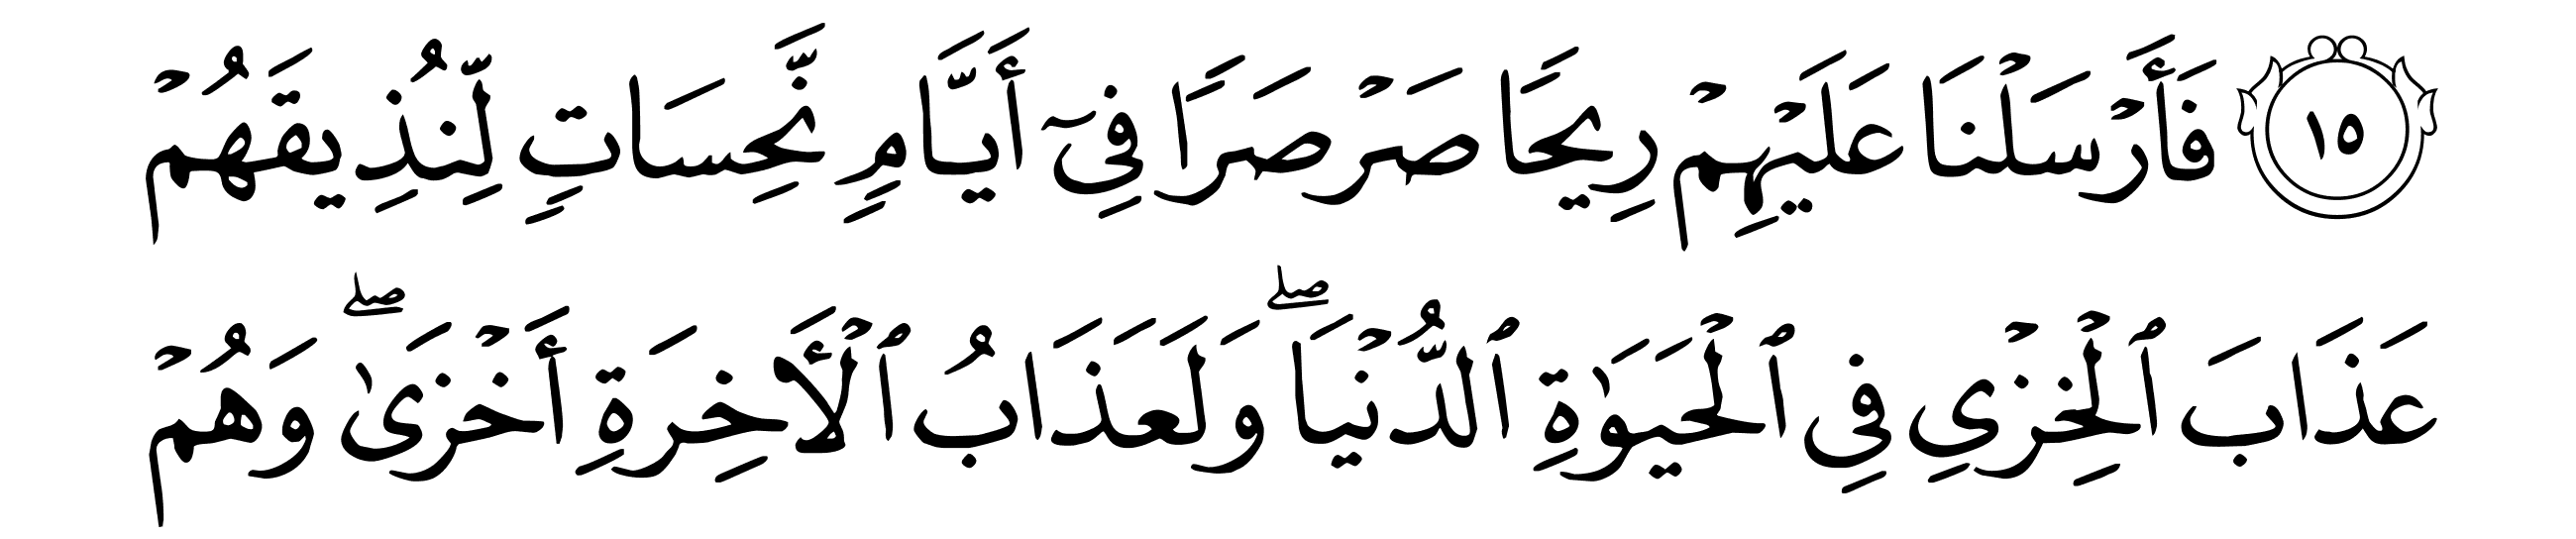 ١٥ فَأَرْسَلْنَا عَلَيْهِمْ رِيحًا صَرْصَرًا فِىٓ أَيَّامٍ نَّحِسَاتٍ لِّنُذِيقَهُمْ
عَذَابَ ٱلْخِزْىِ فِى ٱلْحَيَوٰةِ ٱلدُّنْيَا ۖ وَلَعَذَابُ ٱلْأَخِرَةِ أَخْزَىٰ ۖ وَهُمْ